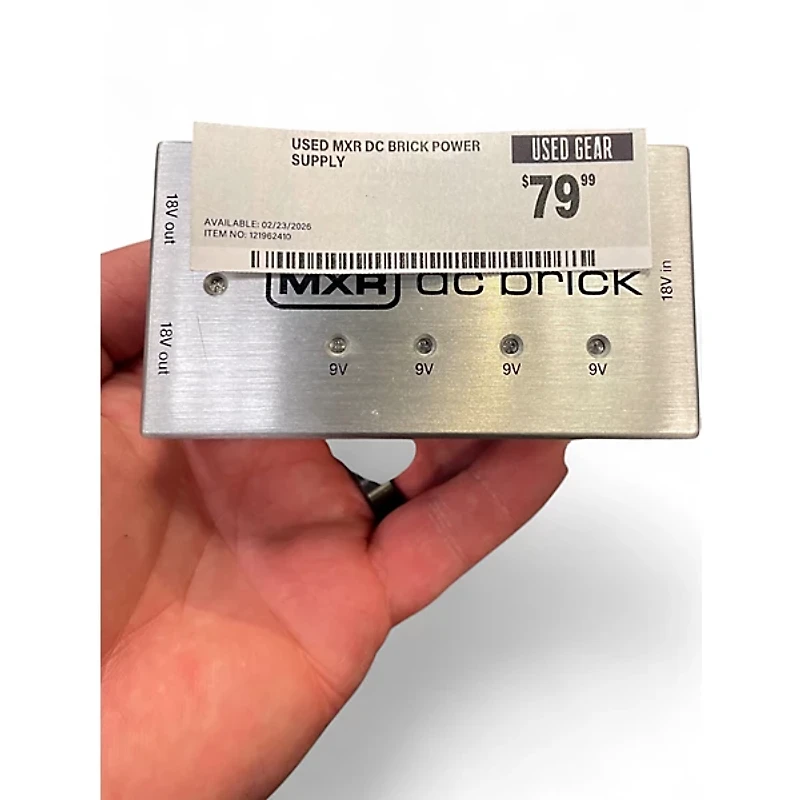 USED MXR DC BRICK POWER
SUPPLY
USED GEAR
$79.99
AVAILABLE: 02/23/2026
ITEM NO: 121962410
18V out
MXR dc brick
18V in
18V out
9V 9V 9V 9V